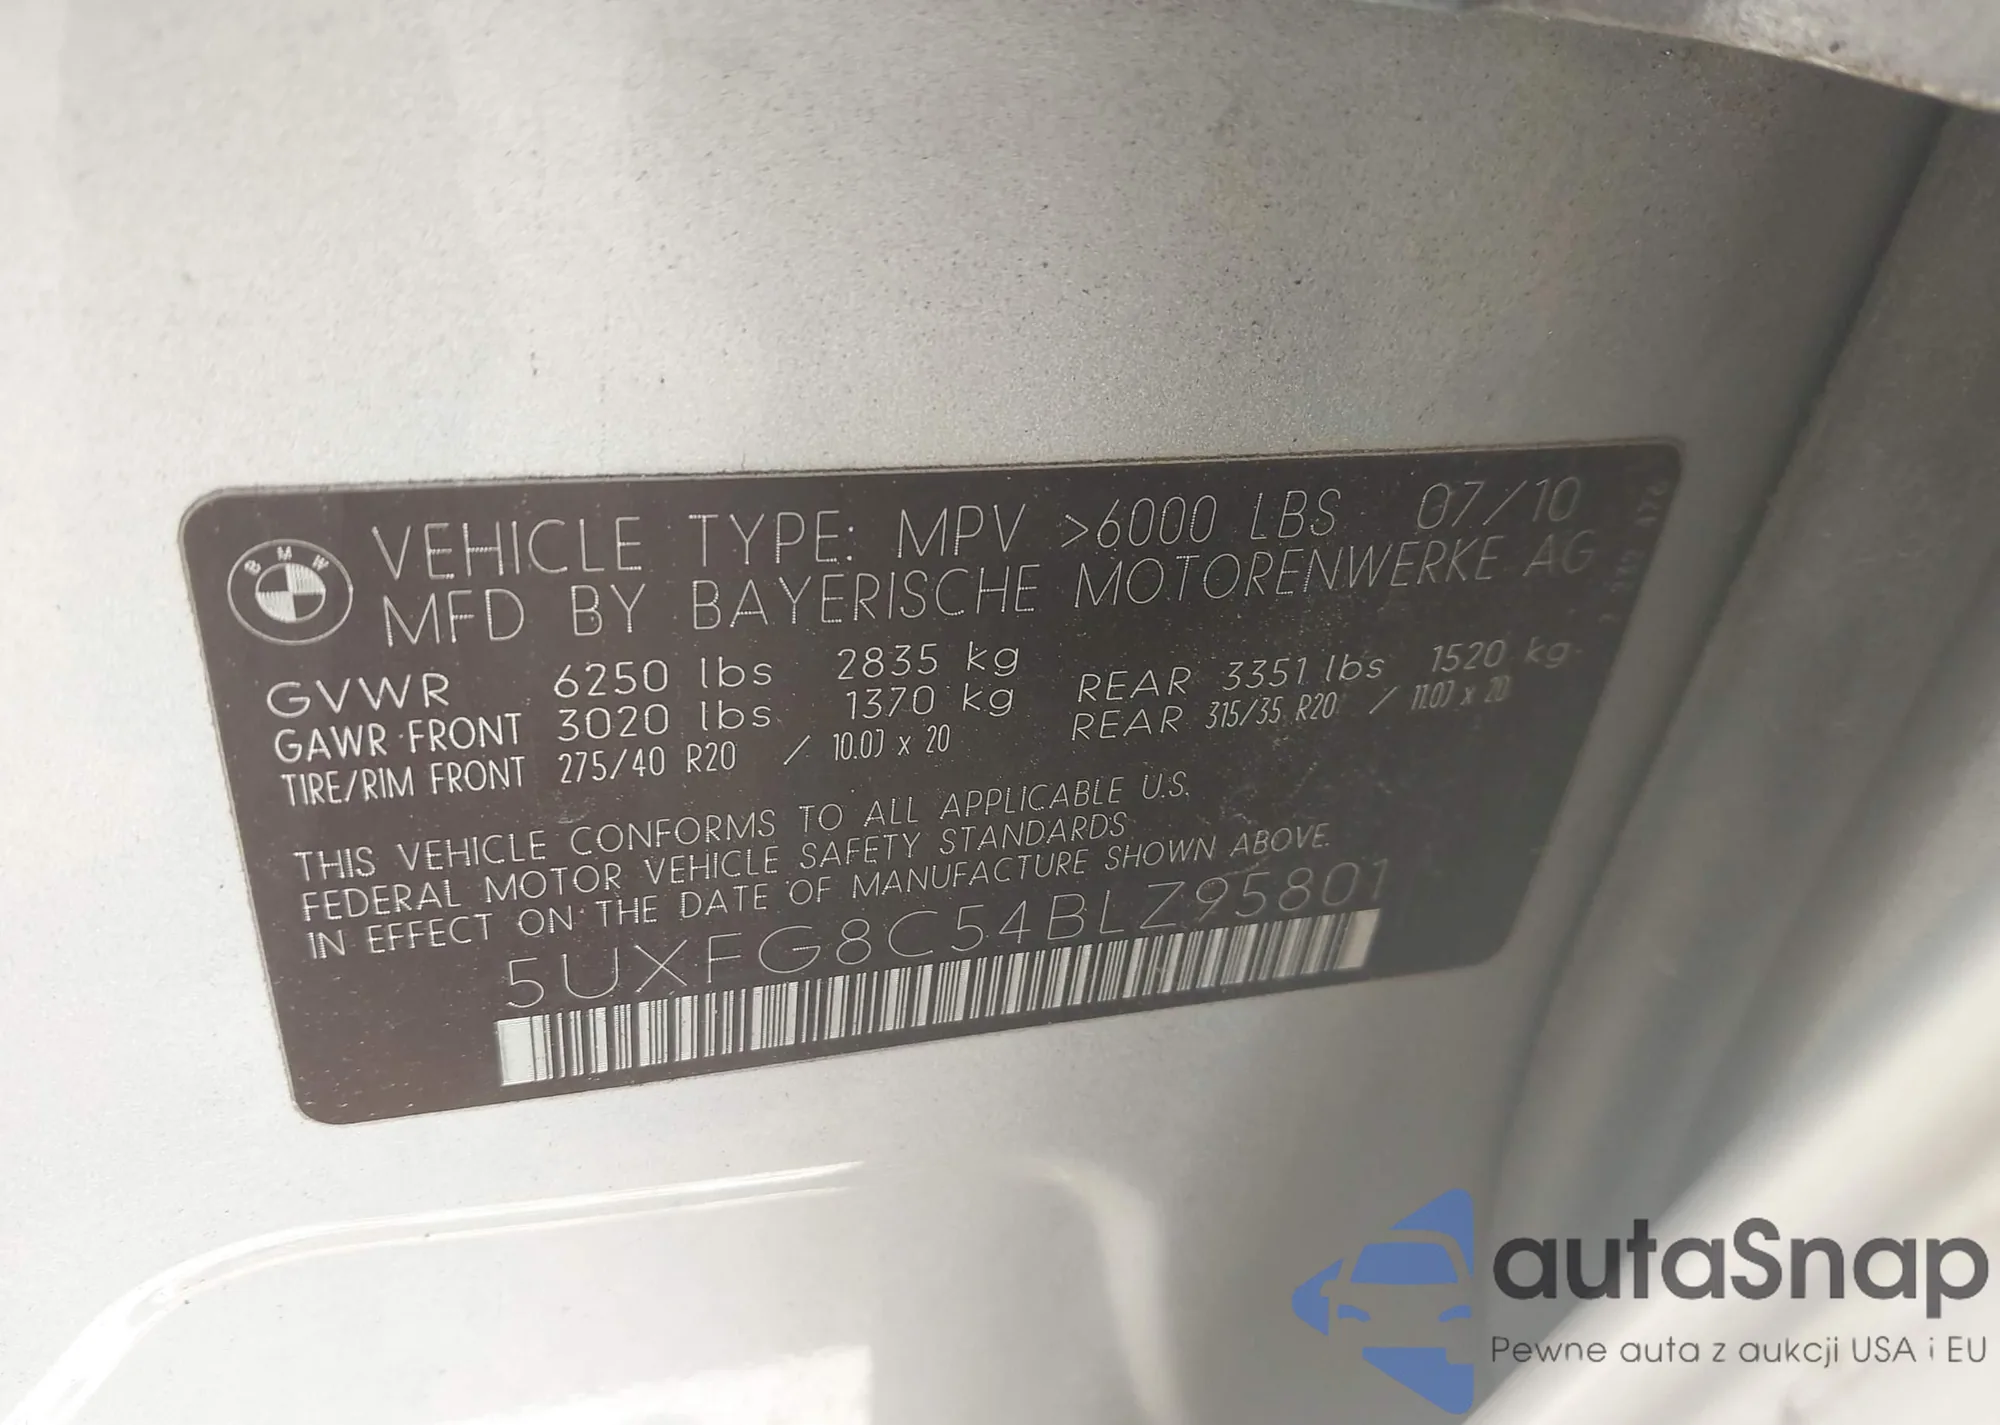 BMW
VEHICLE TYPE: MPV >6000 LBS 07/10
MFD BY BAYERISCHE MOTORENWERKE AG
GVWR 6250 lbs 2835 kg
GAWR FRONT 3020 lbs 1370 kg REAR 3351 lbs 1520 kg
TIRE/RIM FRONT 275/40 R20 / 10.0J x 20 REAR 315/35 R20 / 11.0J x 20
THIS VEHICLE CONFORMS TO ALL APPLICABLE U.S.
FEDERAL MOTOR VEHICLE SAFETY STANDARDS
IN EFFECT ON THE DATE OF MANUFACTURE SHOWN ABOVE.
5UXFG8C54BLZ95801
autaSnap
Pewne auta z aukcji USA i EU